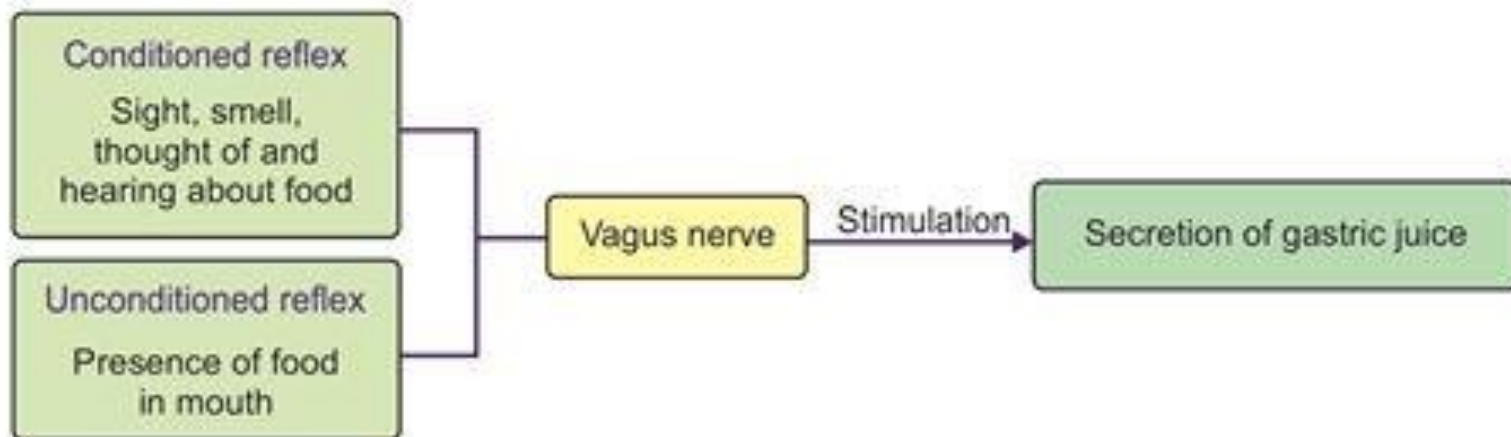 Conditioned reflex
Sight, smell,
thought of and
hearing about food
Unconditioned reflex
Presence of food
in mouth
Vagus nerve
Stimulation
Secretion of gastric juice